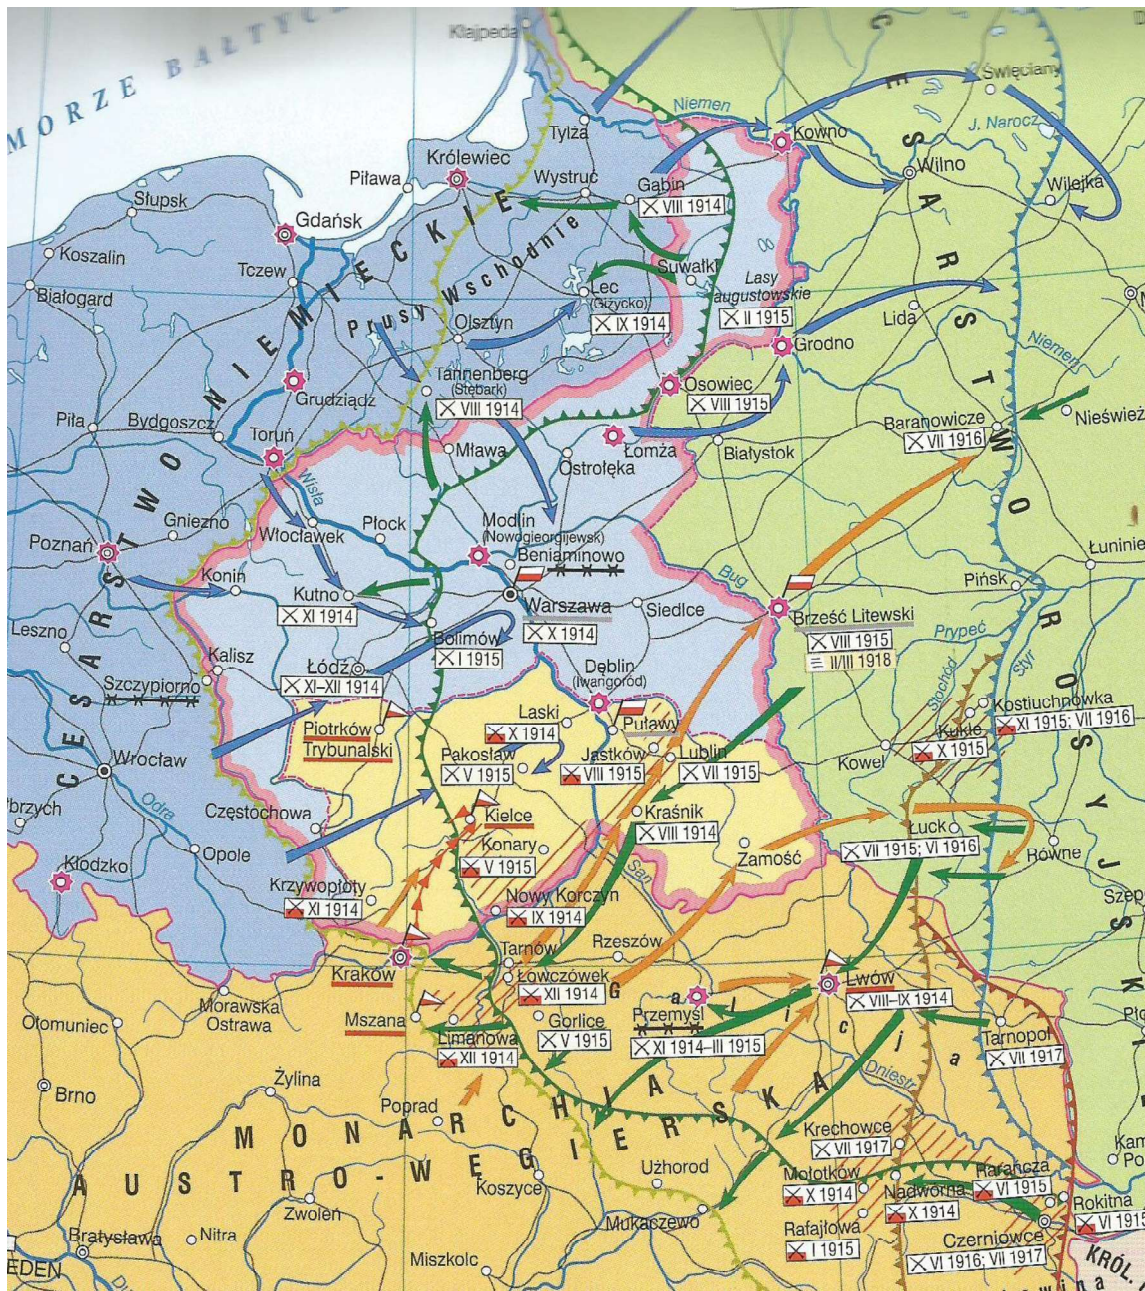 Kłajpeda
MORZE BAŁTYC
Święciany
Niemen
Tylża
Kowno
J. Narocz
Królewiec
Piława
Wystruć
Gąbin
VIII 1914
Wilno
Wilejka
Słupsk
Gdańsk
Koszalin
Tczew
Suwałki
Białogard
Prusy Wschodnie
Lec
(Giżycko)
IX 1914
Lasy
augustowskie
II 1915
Lida
Olsztyn
Grodno
Niemen
Tannenberg
(Stębark)
VIII 1914
Osowiec
VIII 1915
Grudziądz
Nieśwież
Piła
Bydgoszcz
Toruń
Baranowicze
VII 1916
Mława
Łomża
Białystok
Ostrołęka
Wisła
Gniezno
Włocławek
Płock
Modlin
(Nowogieorgijewsk)
Poznań
Beniaminowo
Łuninie
Konin
Kutno
XI 1914
Bug
Pińsk
Warszawa
X 1914
Siedlce
Brześć Litewski
VIII 1915
II/III 1918
Leszno
Bolimów
I 1915
Prypeć
Kalisz
Łódź
XI–XII 1914
Dęblin
(Iwangoród)
Styr
Szczypiorno
Stochód
Kostiuchnówka
XI 1915; VII 1916
Piotrków
Trybunalski
Laski
X 1914
Puławy
Kukle
X 1915
Wrocław
Pakosław
V 1915
Jastków
VIII 1915
Lublin
VII 1915
Kowel
Odra
Częstochowa
Kielce
Kraśnik
VIII 1914
Łuck
VII 1915; VI 1916
Równe
Opole
Konary
V 1915
Zamość
Kłodzko
Krzywopłoty
XI 1914
San
Nowy Korczyn
IX 1914
Szep
Tarnów
Rzeszów
Kraków
Łowczówek
XII 1914
Lwów
VIII–IX 1914
Morawska
Ostrawa
Mszana
Gorlice
V 1915
Przemyśl
XI 1914–III 1915
Ołomuniec
Limanowa
XII 1914
Galicja
Tarnopol
VII 1917
Brno
Żylina
Poprad
Dniestr
CESARSTWO NIEMIECKIE
CESARSTWO ROSYJSKI
MONARCHIA
AUSTRO-WĘGIERSKA
Krechowce
VII 1917
Kam
Po
Użhorod
Koszyce
Mołotków
X 1914
Nadwórna
X 1914
Rarańcza
VI 1915
Rokitna
VI 1915
Zwoleń
Mukaczewo
Rafajłowa
I 1915
Nitra
Bratysława
Czerniowce
VI 1916; VII 1917
Miszkolc
EDEN
KRÓL.